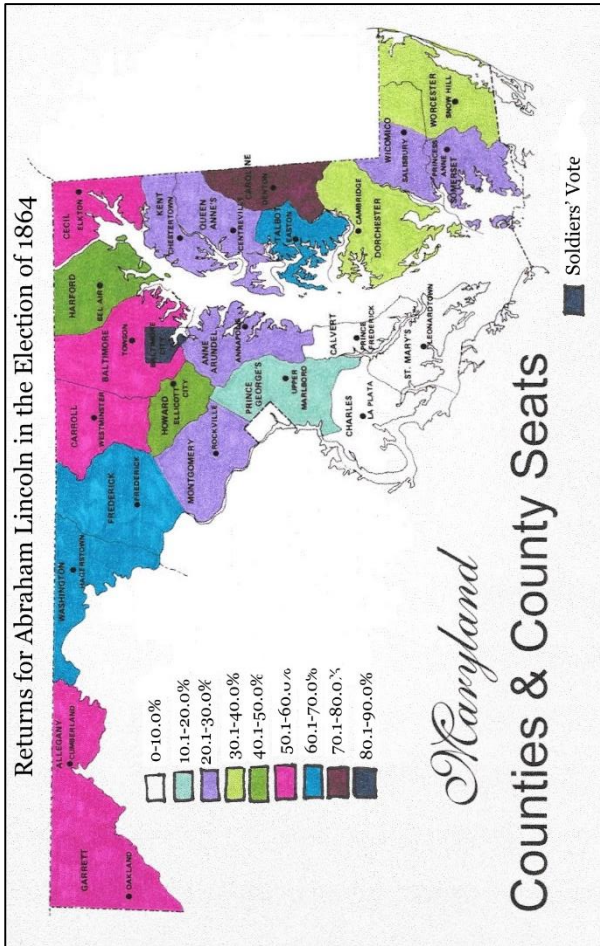 Returns for Abraham Lincoln in the Election of 1864
GARRETT
OAKLAND
ALLEGANY
CUMBERLAND
WASHINGTON
HAGERSTOWN
FREDERICK
FREDERICK
CARROLL
WESTMINSTER
BALTIMORE
TOWSON
BALTIMORE
CITY
HARFORD
BEL AIR
CECIL
ELKTON
HOWARD
ELLICOTT
CITY
MONTGOMERY
ROCKVILLE
ANNE
ARUNDEL
ANNAPOLIS
PRINCE
GEORGE'S
UPPER
MARLBORO
KENT
CHESTERTOWN
QUEEN
ANNE'S
CENTREVILLE
CAROLINE
DENTON
TALBOT
EASTON
CALVERT
PRINCE
FREDERICK
CHARLES
LA PLATA
ST. MARY'S
LEONARDTOWN
CAMBRIDGE
DORCHESTER
WICOMICO
SALISBURY
PRINCESS
ANNE
SOMERSET
WORCESTER
SNOW HILL
0-10.0%
10.1-20.0%
20.1-30.0%
30.1-40.0%
40.1-50.0%
50.1-60.0%
60.1-70.0%
70.1-80.0%
80.1-90.0%
Maryland
Counties & County Seats
Soldiers' Vote